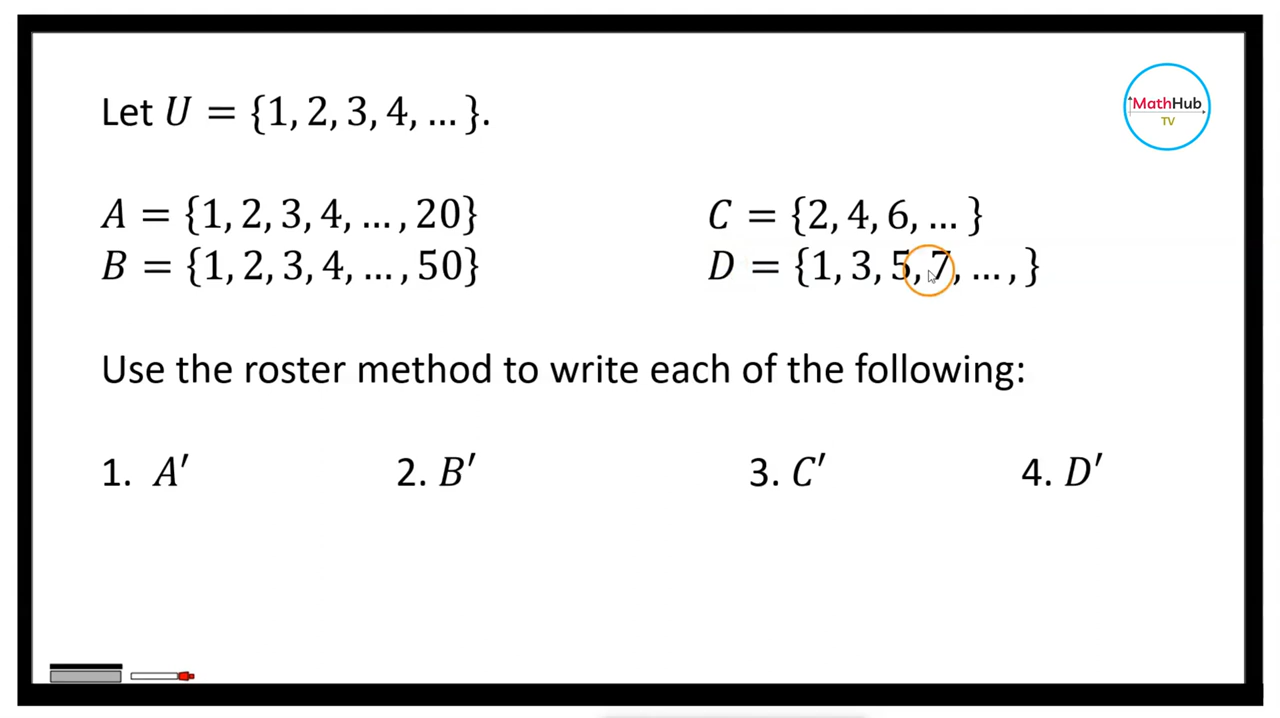 Let U = {1, 2, 3, 4, … }.
MathHub
TV
A = {1, 2, 3, 4, … , 20}
C = {2, 4, 6, … }
B = {1, 2, 3, 4, … , 50}
D = {1, 3, 5, 7, … , }
Use the roster method to write each of the following:
1. A′ 2. B′ 3. C′ 4. D′